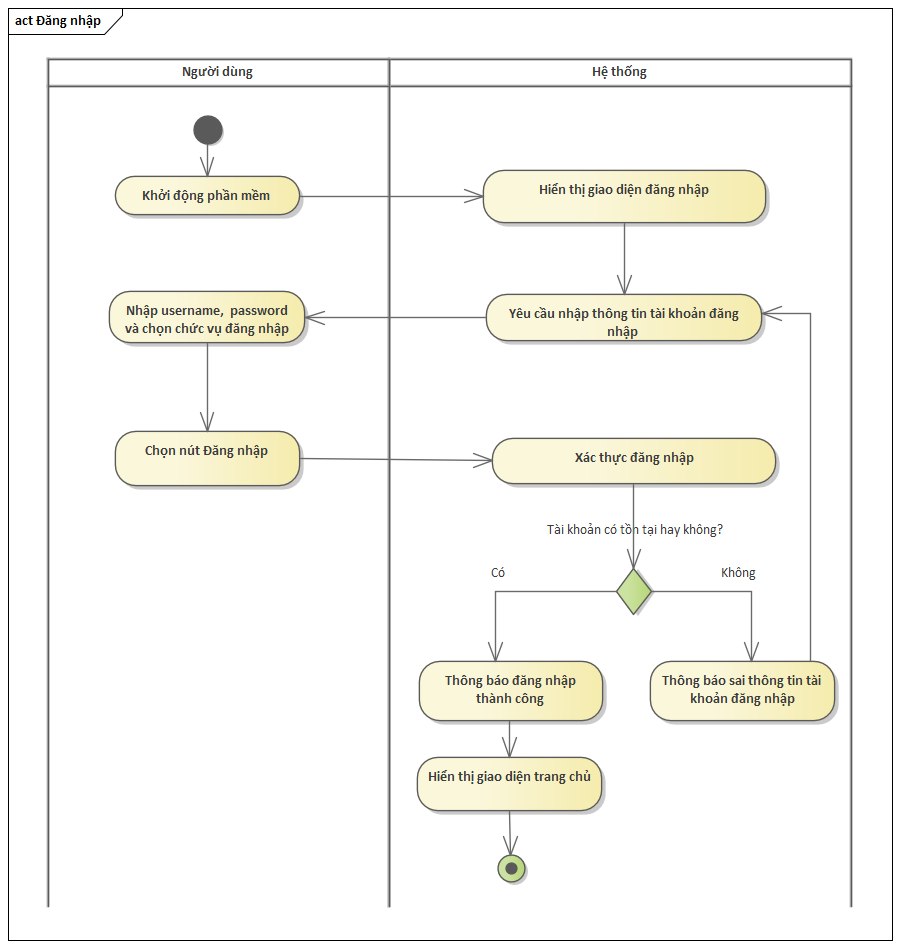 act Đăng nhập
Người dùng
Hệ thống
Khởi động phần mềm
Hiển thị giao diện đăng nhập
Nhập username, password
và chọn chức vụ đăng nhập
Yêu cầu nhập thông tin tài khoản đăng
nhập
Chọn nút Đăng nhập
Xác thực đăng nhập
Tài khoản có tồn tại hay không?
Có
Không
Thông báo đăng nhập
thành công
Thông báo sai thông tin tài
khoản đăng nhập
Hiển thị giao diện trang chủ